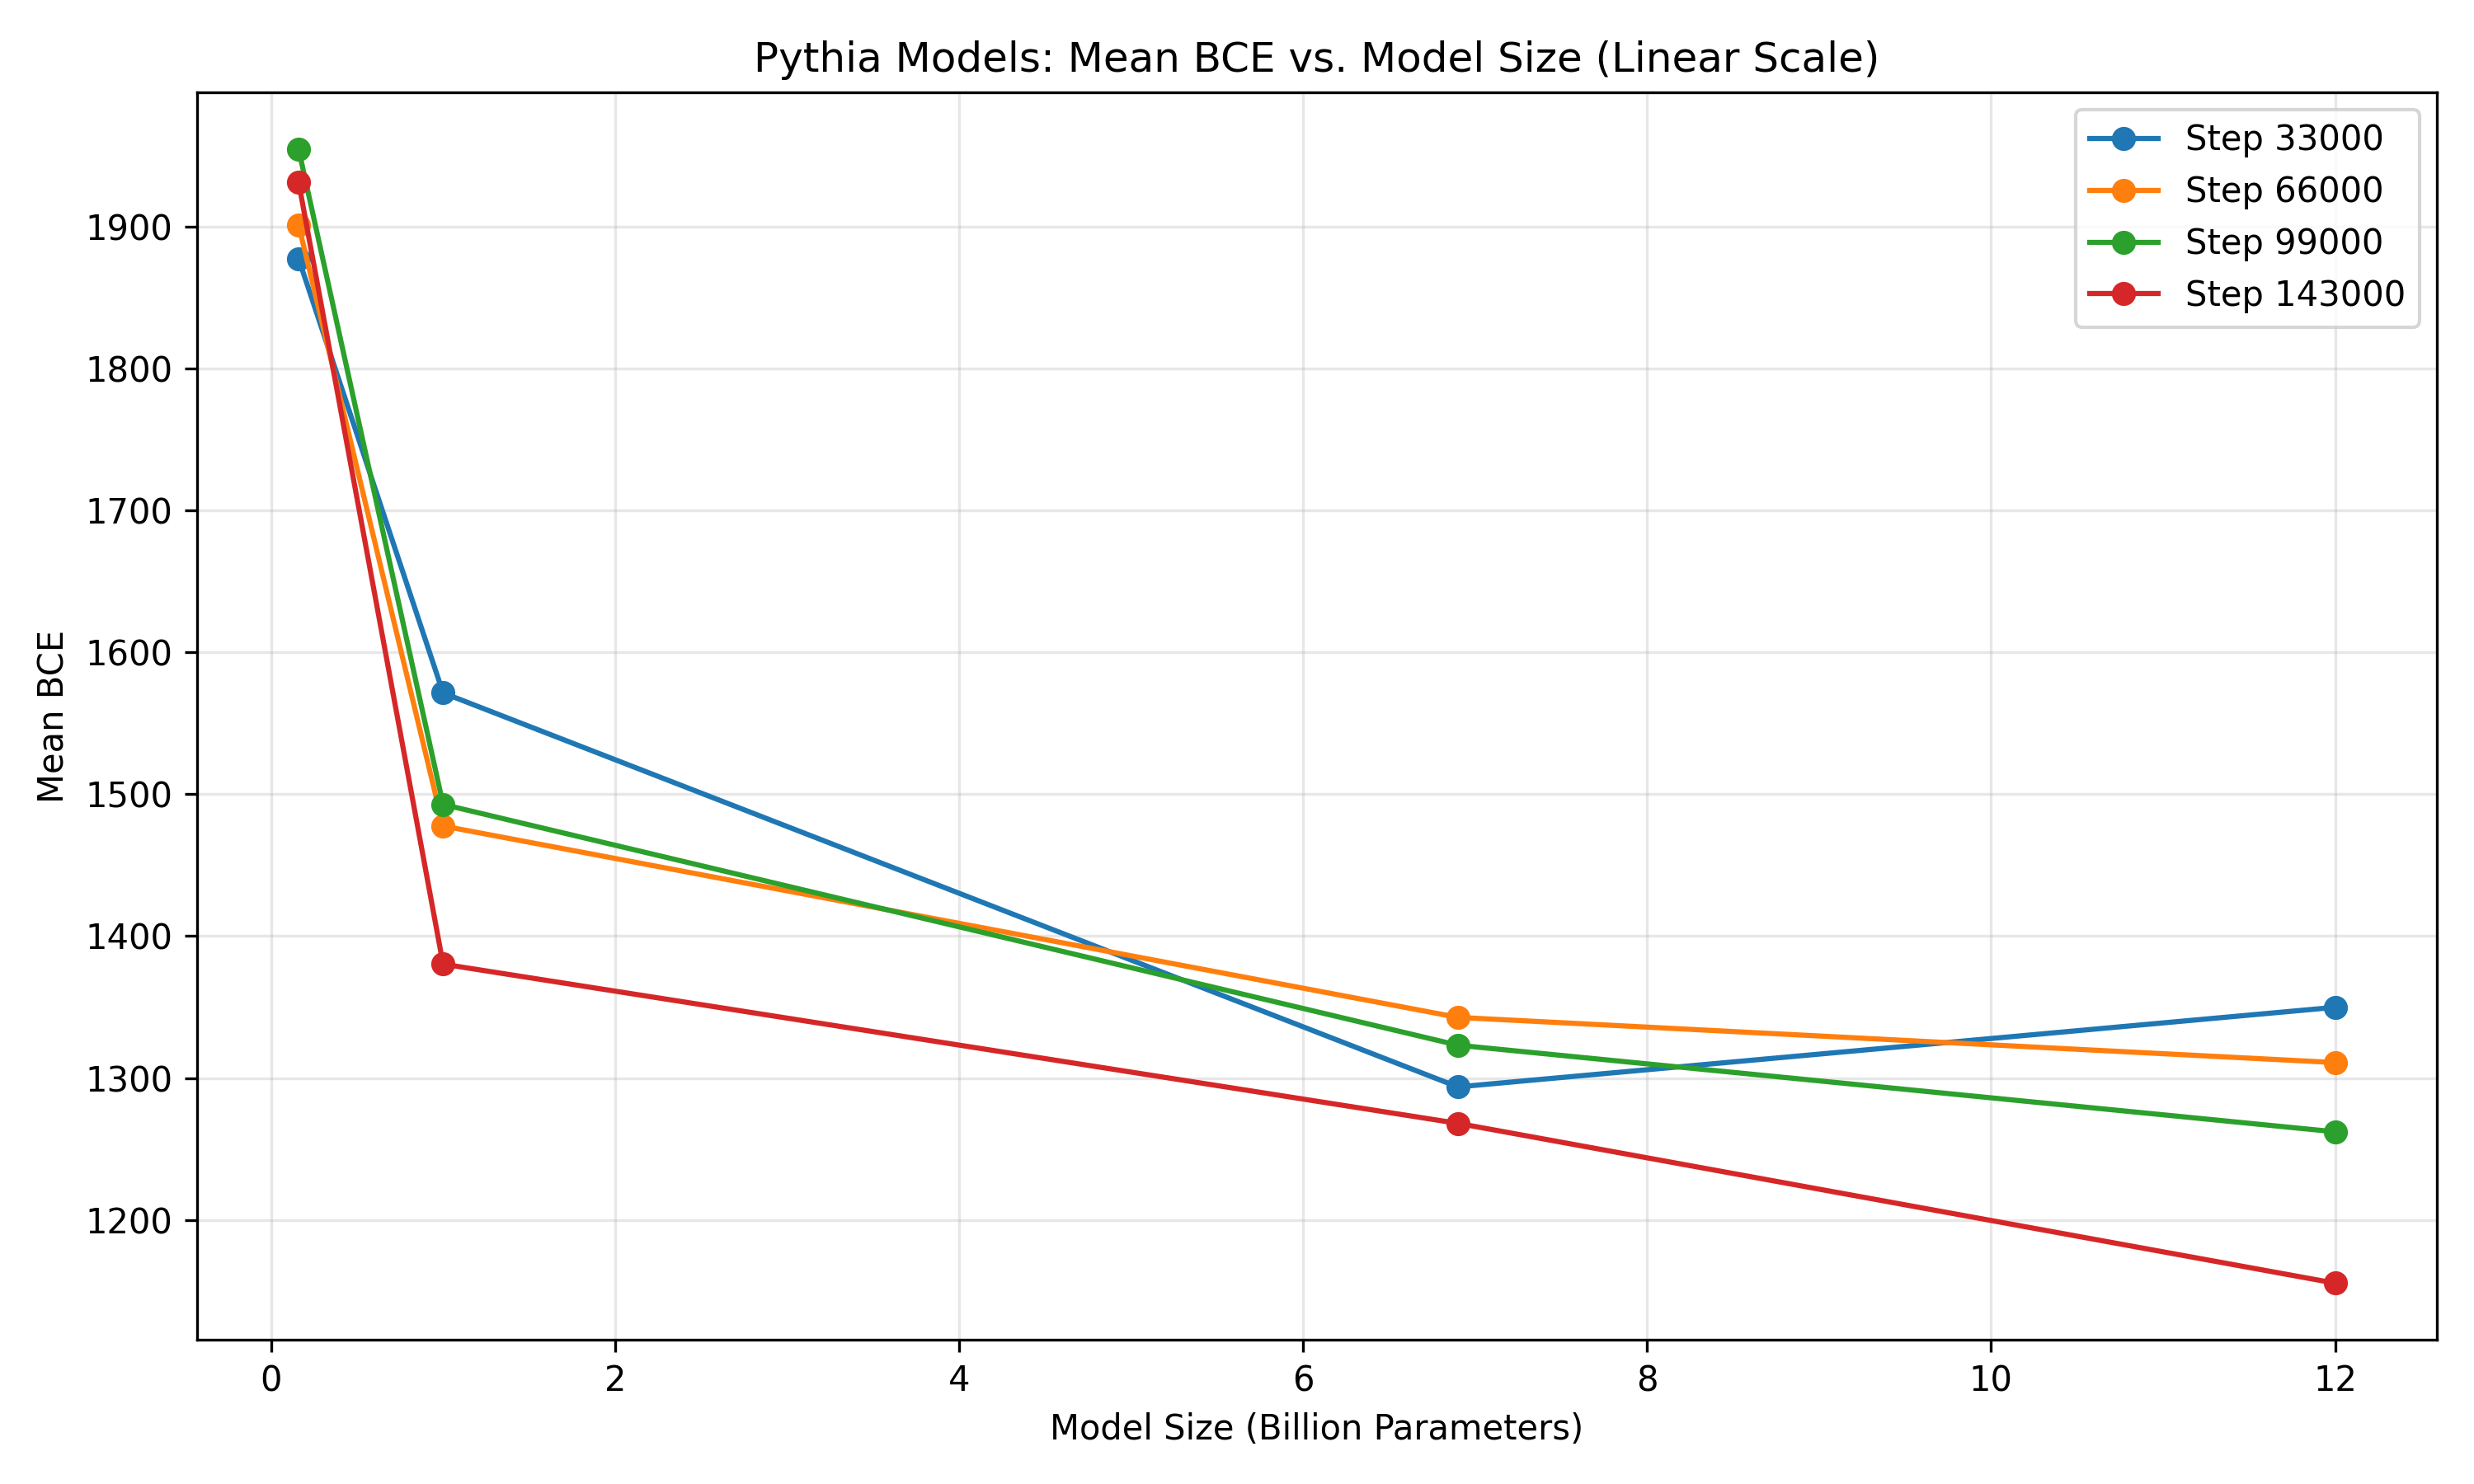 Pythia Models: Mean BCE vs. Model Size (Linear Scale)
Step 33000
Step 66000
Step 99000
Step 143000
Mean BCE
1900
1800
1700
1600
1500
1400
1300
1200
0 2 4 6 8 10 12
Model Size (Billion Parameters)